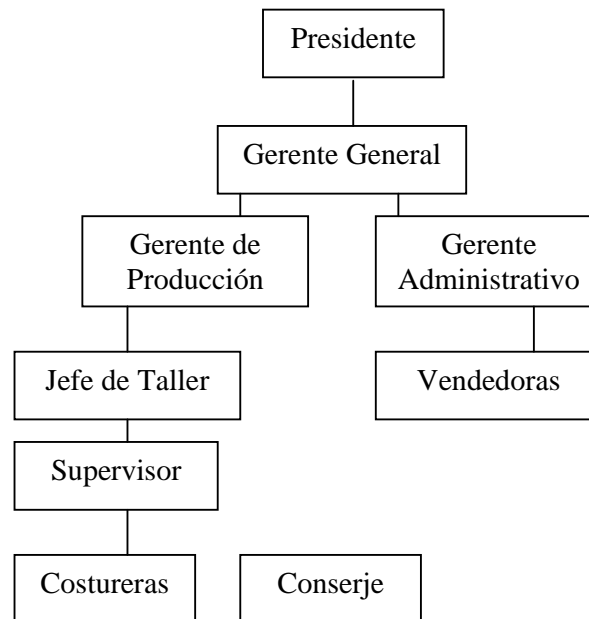 Presidente
Gerente General
Gerente de
Producción
Gerente
Administrativo
Jefe de Taller
Vendedoras
Supervisor
Costureras
Conserje